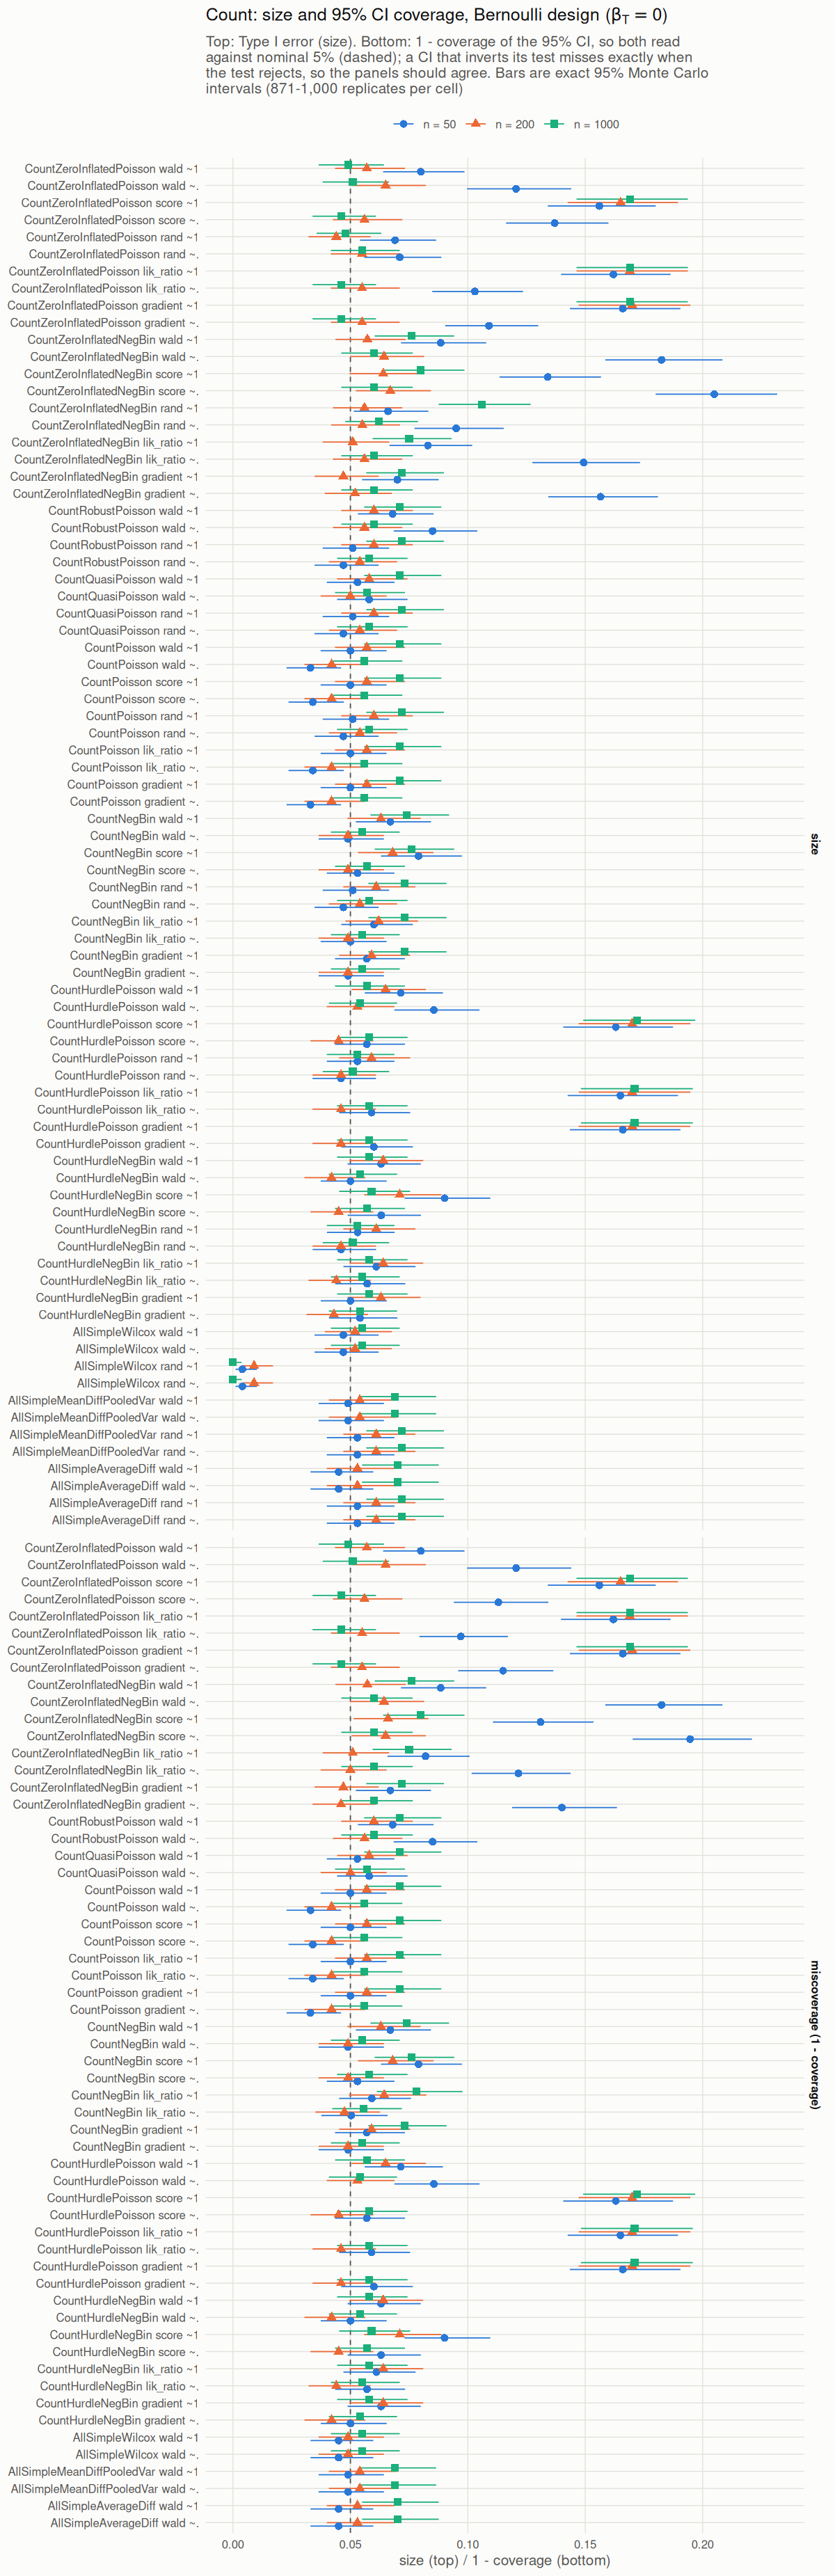 Count: size and 95% CI coverage, Bernoulli design (βT = 0)
Top: Type I error (size). Bottom: 1 - coverage of the 95% CI, so both read
against nominal 5% (dashed); a CI that inverts its test misses exactly when
the test rejects, so the panels should agree. Bars are exact 95% Monte Carlo
intervals (871-1,000 replicates per cell)
n = 50 n = 200 n = 1000
CountZeroInflatedPoisson wald ~1
CountZeroInflatedPoisson wald ~.
CountZeroInflatedPoisson score ~1
CountZeroInflatedPoisson score ~.
CountZeroInflatedPoisson rand ~1
CountZeroInflatedPoisson rand ~.
CountZeroInflatedPoisson lik_ratio ~1
CountZeroInflatedPoisson lik_ratio ~.
CountZeroInflatedPoisson gradient ~1
CountZeroInflatedPoisson gradient ~.
CountZeroInflatedNegBin wald ~1
CountZeroInflatedNegBin wald ~.
CountZeroInflatedNegBin score ~1
CountZeroInflatedNegBin score ~.
CountZeroInflatedNegBin rand ~1
CountZeroInflatedNegBin rand ~.
CountZeroInflatedNegBin lik_ratio ~1
CountZeroInflatedNegBin lik_ratio ~.
CountZeroInflatedNegBin gradient ~1
CountZeroInflatedNegBin gradient ~.
CountRobustPoisson wald ~1
CountRobustPoisson wald ~.
CountRobustPoisson rand ~1
CountRobustPoisson rand ~.
CountQuasiPoisson wald ~1
CountQuasiPoisson wald ~.
CountQuasiPoisson rand ~1
CountQuasiPoisson rand ~.
CountPoisson wald ~1
CountPoisson wald ~.
CountPoisson score ~1
CountPoisson score ~.
CountPoisson rand ~1
CountPoisson rand ~.
CountPoisson lik_ratio ~1
CountPoisson lik_ratio ~.
CountPoisson gradient ~1
CountPoisson gradient ~.
CountNegBin wald ~1
CountNegBin wald ~.
CountNegBin score ~1
CountNegBin score ~.
CountNegBin rand ~1
CountNegBin rand ~.
CountNegBin lik_ratio ~1
CountNegBin lik_ratio ~.
CountNegBin gradient ~1
CountNegBin gradient ~.
CountHurdlePoisson wald ~1
CountHurdlePoisson wald ~.
CountHurdlePoisson score ~1
CountHurdlePoisson score ~.
CountHurdlePoisson rand ~1
CountHurdlePoisson rand ~.
CountHurdlePoisson lik_ratio ~1
CountHurdlePoisson lik_ratio ~.
CountHurdlePoisson gradient ~1
CountHurdlePoisson gradient ~.
CountHurdleNegBin wald ~1
CountHurdleNegBin wald ~.
CountHurdleNegBin score ~1
CountHurdleNegBin score ~.
CountHurdleNegBin rand ~1
CountHurdleNegBin rand ~.
CountHurdleNegBin lik_ratio ~1
CountHurdleNegBin lik_ratio ~.
CountHurdleNegBin gradient ~1
CountHurdleNegBin gradient ~.
AllSimpleWilcox wald ~1
AllSimpleWilcox wald ~.
AllSimpleWilcox rand ~1
AllSimpleWilcox rand ~.
AllSimpleMeanDiffPooledVar wald ~1
AllSimpleMeanDiffPooledVar wald ~.
AllSimpleMeanDiffPooledVar rand ~1
AllSimpleMeanDiffPooledVar rand ~.
AllSimpleAverageDiff wald ~1
AllSimpleAverageDiff wald ~.
AllSimpleAverageDiff rand ~1
AllSimpleAverageDiff rand ~.
size
CountZeroInflatedPoisson wald ~1
CountZeroInflatedPoisson wald ~.
CountZeroInflatedPoisson score ~1
CountZeroInflatedPoisson score ~.
CountZeroInflatedPoisson lik_ratio ~1
CountZeroInflatedPoisson lik_ratio ~.
CountZeroInflatedPoisson gradient ~1
CountZeroInflatedPoisson gradient ~.
CountZeroInflatedNegBin wald ~1
CountZeroInflatedNegBin wald ~.
CountZeroInflatedNegBin score ~1
CountZeroInflatedNegBin score ~.
CountZeroInflatedNegBin lik_ratio ~1
CountZeroInflatedNegBin lik_ratio ~.
CountZeroInflatedNegBin gradient ~1
CountZeroInflatedNegBin gradient ~.
CountRobustPoisson wald ~1
CountRobustPoisson wald ~.
CountQuasiPoisson wald ~1
CountQuasiPoisson wald ~.
CountPoisson wald ~1
CountPoisson wald ~.
CountPoisson score ~1
CountPoisson score ~.
CountPoisson lik_ratio ~1
CountPoisson lik_ratio ~.
CountPoisson gradient ~1
CountPoisson gradient ~.
CountNegBin wald ~1
CountNegBin wald ~.
CountNegBin score ~1
CountNegBin score ~.
CountNegBin lik_ratio ~1
CountNegBin lik_ratio ~.
CountNegBin gradient ~1
CountNegBin gradient ~.
CountHurdlePoisson wald ~1
CountHurdlePoisson wald ~.
CountHurdlePoisson score ~1
CountHurdlePoisson score ~.
CountHurdlePoisson lik_ratio ~1
CountHurdlePoisson lik_ratio ~.
CountHurdlePoisson gradient ~1
CountHurdlePoisson gradient ~.
CountHurdleNegBin wald ~1
CountHurdleNegBin wald ~.
CountHurdleNegBin score ~1
CountHurdleNegBin score ~.
CountHurdleNegBin lik_ratio ~1
CountHurdleNegBin lik_ratio ~.
CountHurdleNegBin gradient ~1
CountHurdleNegBin gradient ~.
AllSimpleWilcox wald ~1
AllSimpleWilcox wald ~.
AllSimpleMeanDiffPooledVar wald ~1
AllSimpleMeanDiffPooledVar wald ~.
AllSimpleAverageDiff wald ~1
AllSimpleAverageDiff wald ~.
miscoverage (1 - coverage)
0.00 0.05 0.10 0.15 0.20
size (top) / 1 - coverage (bottom)